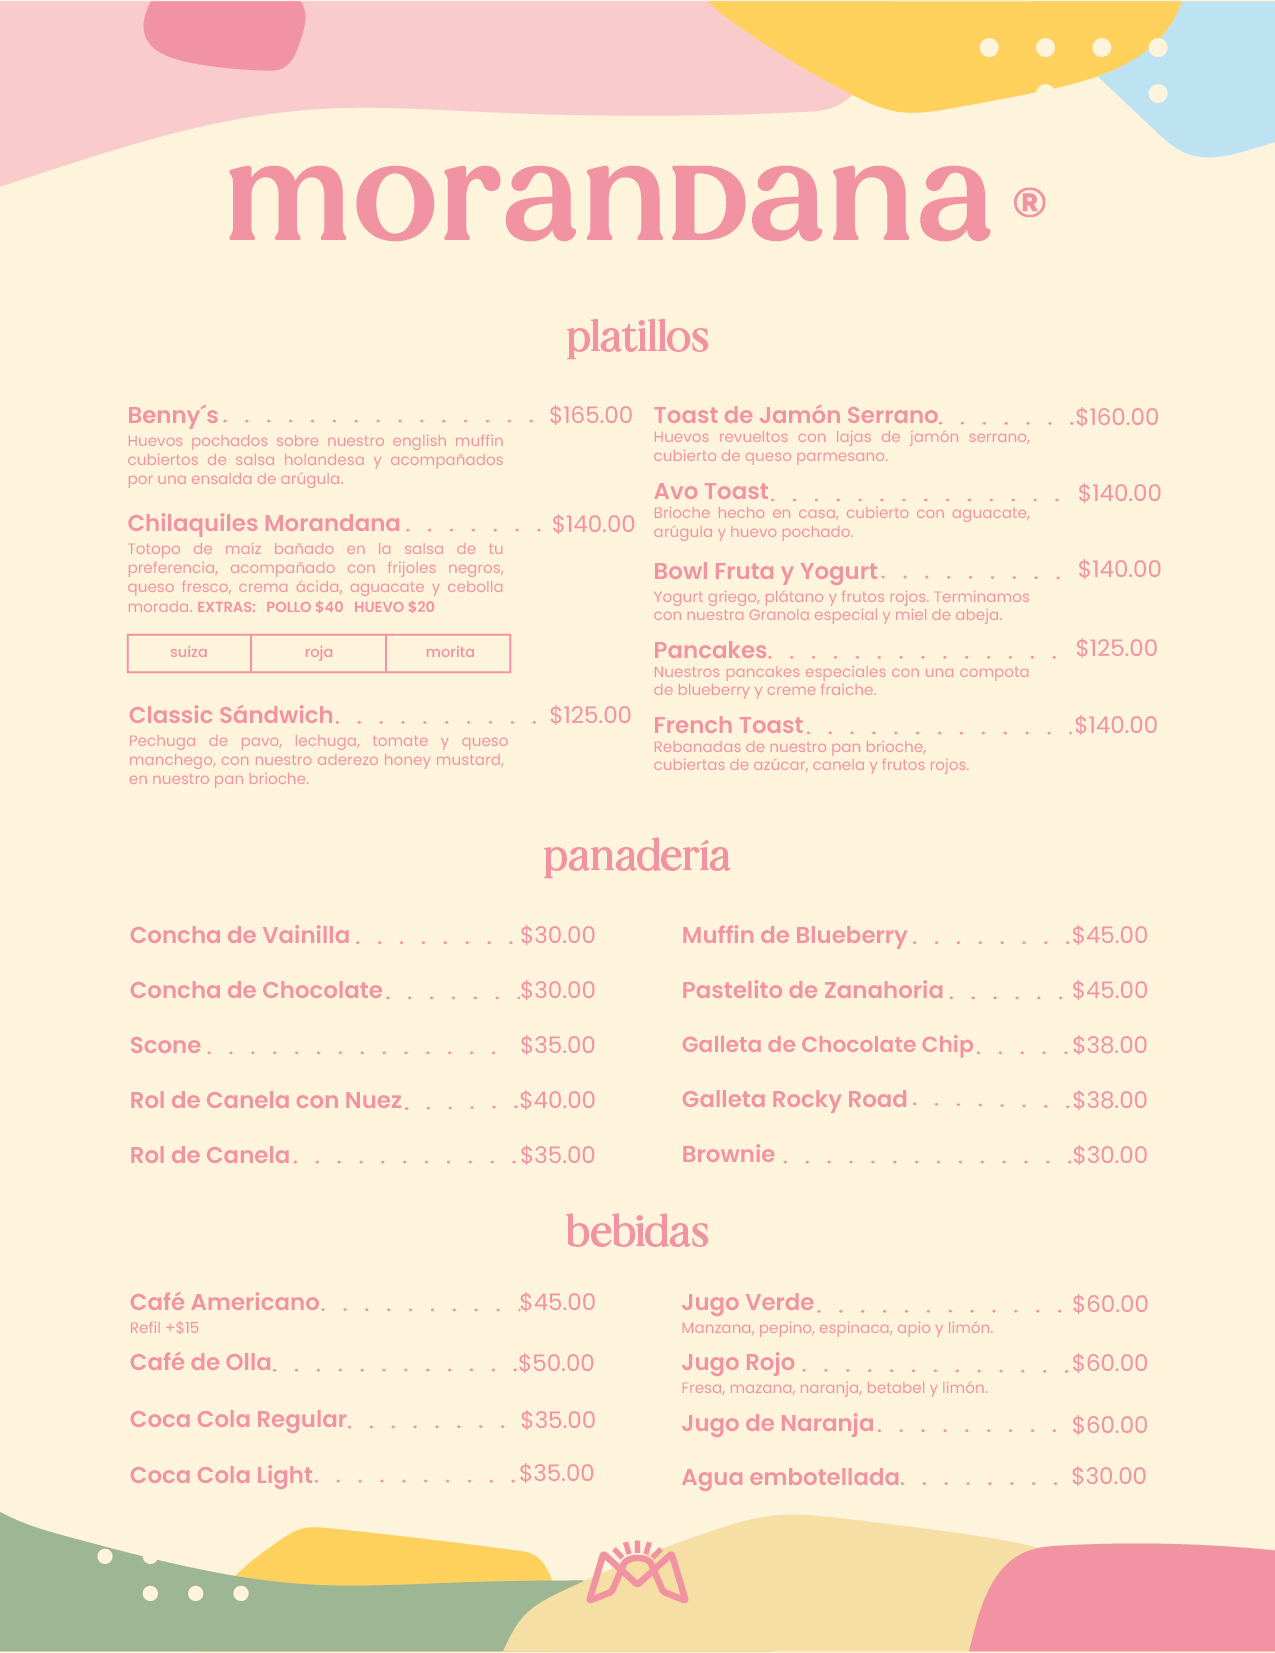 moranDana ®
platillos
Benny´s . . . . . . . . . . . . . . . $165.00
Huevos pochados sobre nuestro english muffin
cubiertos de salsa holandesa y acompañados
por una ensalda de arúgula.
Chilaquiles Morandana . . . . . . . $140.00
Totopo de maíz bañado en la salsa de tu
preferencia, acompañado con frijoles negros,
queso fresco, crema ácida, aguacate y cebolla
morada. EXTRAS: POLLO $40 HUEVO $20
suiza roja morita
Classic Sándwich . . . . . . . . . . $125.00
Pechuga de pavo, lechuga, tomate y queso
manchego, con nuestro aderezo honey mustard,
en nuestro pan brioche.
Toast de Jamón Serrano . . . . . . . $160.00
Huevos revueltos con lajas de jamón serrano,
cubierto de queso parmesano.
Avo Toast . . . . . . . . . . . . . . $140.00
Brioche hecho en casa, cubierto con aguacate,
arúgula y huevo pochado.
Bowl Fruta y Yogurt . . . . . . . . . $140.00
Yogurt griego, plátano y frutos rojos. Terminamos
con nuestra Granola especial y miel de abeja.
Pancakes . . . . . . . . . . . . . . $125.00
Nuestros pancakes especiales con una compota
de blueberry y creme fraiche.
French Toast . . . . . . . . . . . . . $140.00
Rebanadas de nuestro pan brioche,
cubiertas de azúcar, canela y frutos rojos.
panadería
Concha de Vainilla . . . . . . . . $30.00
Concha de Chocolate . . . . . . . $30.00
Scone . . . . . . . . . . . . . . $35.00
Rol de Canela con Nuez . . . . . . $40.00
Rol de Canela . . . . . . . . . . . $35.00
Muffin de Blueberry . . . . . . . . $45.00
Pastelito de Zanahoria . . . . . . $45.00
Galleta de Chocolate Chip . . . . . $38.00
Galleta Rocky Road . . . . . . . . $38.00
Brownie . . . . . . . . . . . . . . $30.00
bebidas
Café Americano . . . . . . . . . . $45.00
Refil +$15
Café de Olla . . . . . . . . . . . . $50.00
Coca Cola Regular . . . . . . . . $35.00
Coca Cola Light . . . . . . . . . . $35.00
Jugo Verde . . . . . . . . . . . . $60.00
Manzana, pepino, espinaca, apio y limón.
Jugo Rojo . . . . . . . . . . . . . $60.00
Fresa, mazana, naranja, betabel y limón.
Jugo de Naranja . . . . . . . . . $60.00
Agua embotellada . . . . . . . . $30.00